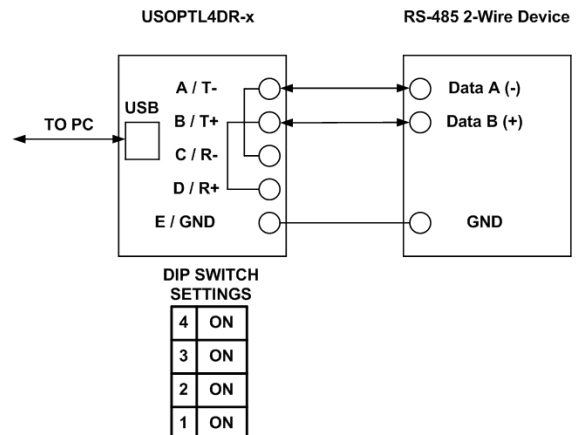 USOPTL4DR-x
RS-485 2-Wire Device
A / T-
Data A (-)
USB
B / T+
Data B (+)
TO PC
C / R-
D / R+
E / GND
GND
DIP SWITCH
SETTINGS
4 ON
3 ON
2 ON
1 ON